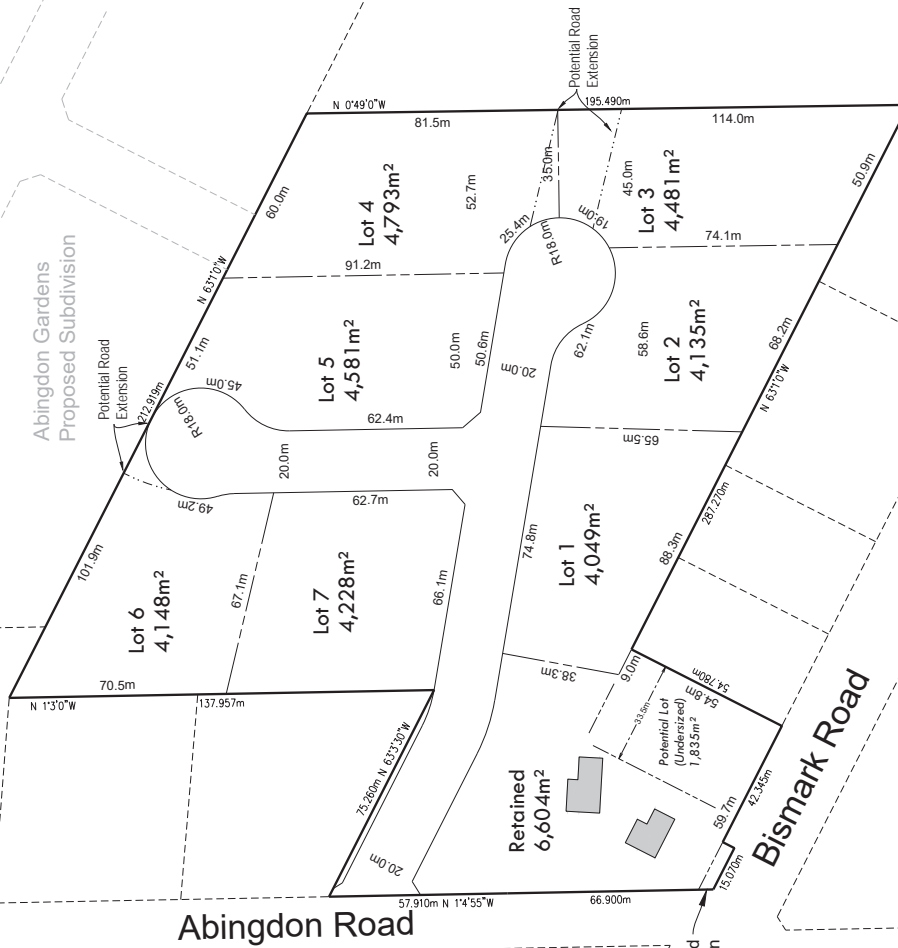 Abingdon Gardens
Proposed Subdivision
Potential Road
Extension
Potential Road
Extension
N 0°49'0"W
195.490m
81.5m
114.0m
60.0m
N 63°1'0"W
51.1m
212.919m
101.9m
Lot 4
4,793m²
52.7m
35.0m
25.4m
R18.0m
19.0m
45.0m
Lot 3
4,481m²
50.9m
91.2m
74.1m
Lot 5
4,581m²
50.0m
50.6m
45.0m
R18.0m
49.2m
62.4m
20.0m
20.0m
62.7m
20.0m
62.1m
58.6m
Lot 2
4,135m²
68.2m
N 63°1'0"W
65.5m
Lot 6
4,148m²
67.1m
Lot 7
4,228m²
66.1m
74.8m
Lot 1
4,049m²
88.3m
287.270m
70.5m
N 1°3'0"W
137.957m
38.3m
9.0m
33.5m
54.8m
54.780m
Potential Lot
(Undersized)
1,835m²
75.260m N 63°3'30"W
20.0m
Retained
6,604m²
59.7m
42.345m
15.070m
57.910m N 1°4'55"W
66.900m
Abingdon Road
Bismark Road
d
n